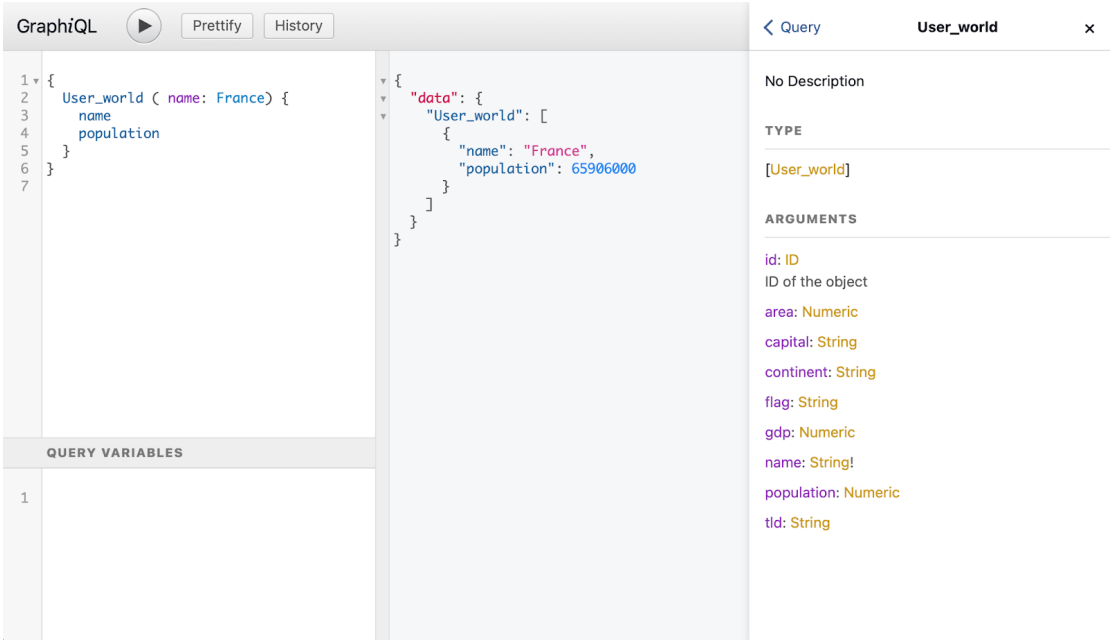 GraphiQL
Prettify
History
1 {
2 User_world ( name: France) {
3 name
4 population
5 }
6 }
7
QUERY VARIABLES
1
{
"data": {
"User_world": [
{
"name": "France",
"population": 65906000
}
]
}
}
Query
User_world
×
No Description
TYPE
[User_world]
ARGUMENTS
id: ID
ID of the object
area: Numeric
capital: String
continent: String
flag: String
gdp: Numeric
name: String!
population: Numeric
tld: String